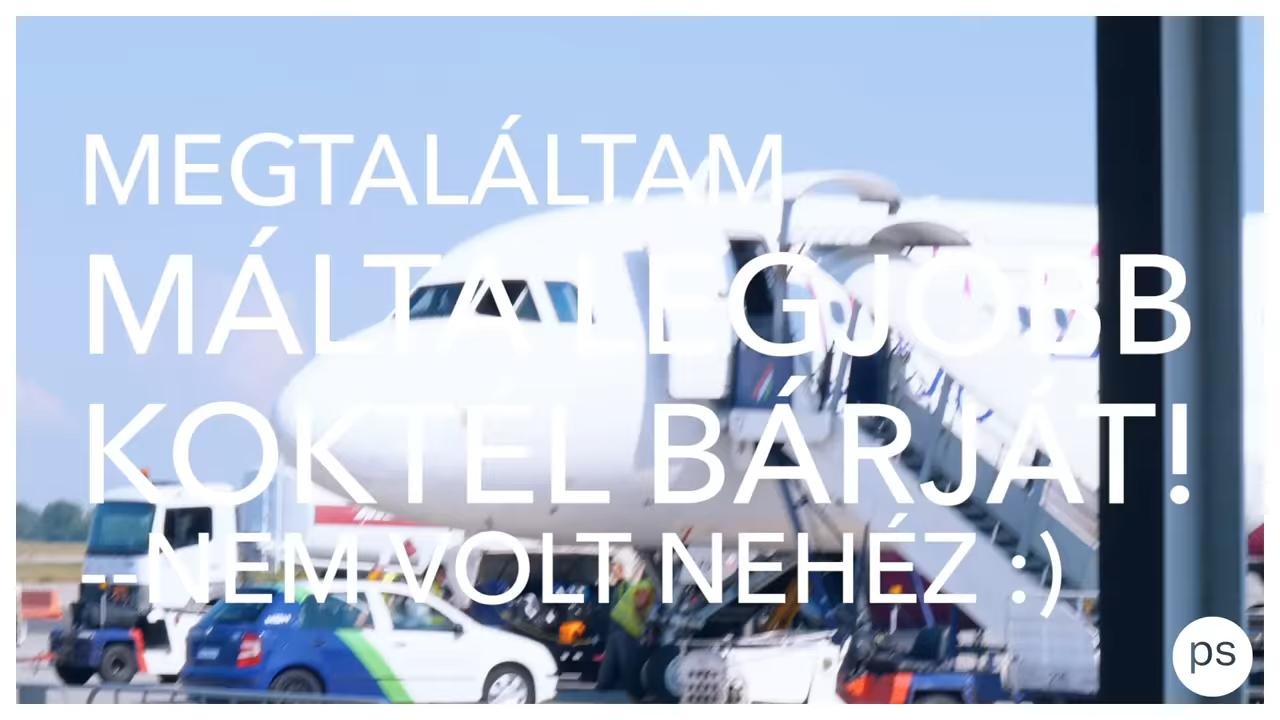 MEGTALÁLTAM
MÁLTA LEGJOBB
KOKTÉL BÁRJÁT!
--NEM VOLT NEHÉZ :)
ps